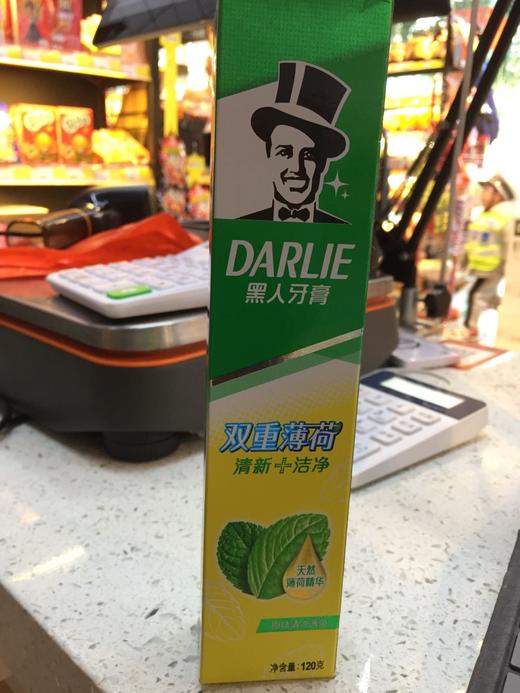 DARLIE
黑人牙膏
双重薄荷
清新+洁净
天然
薄荷精华
净含量:120克